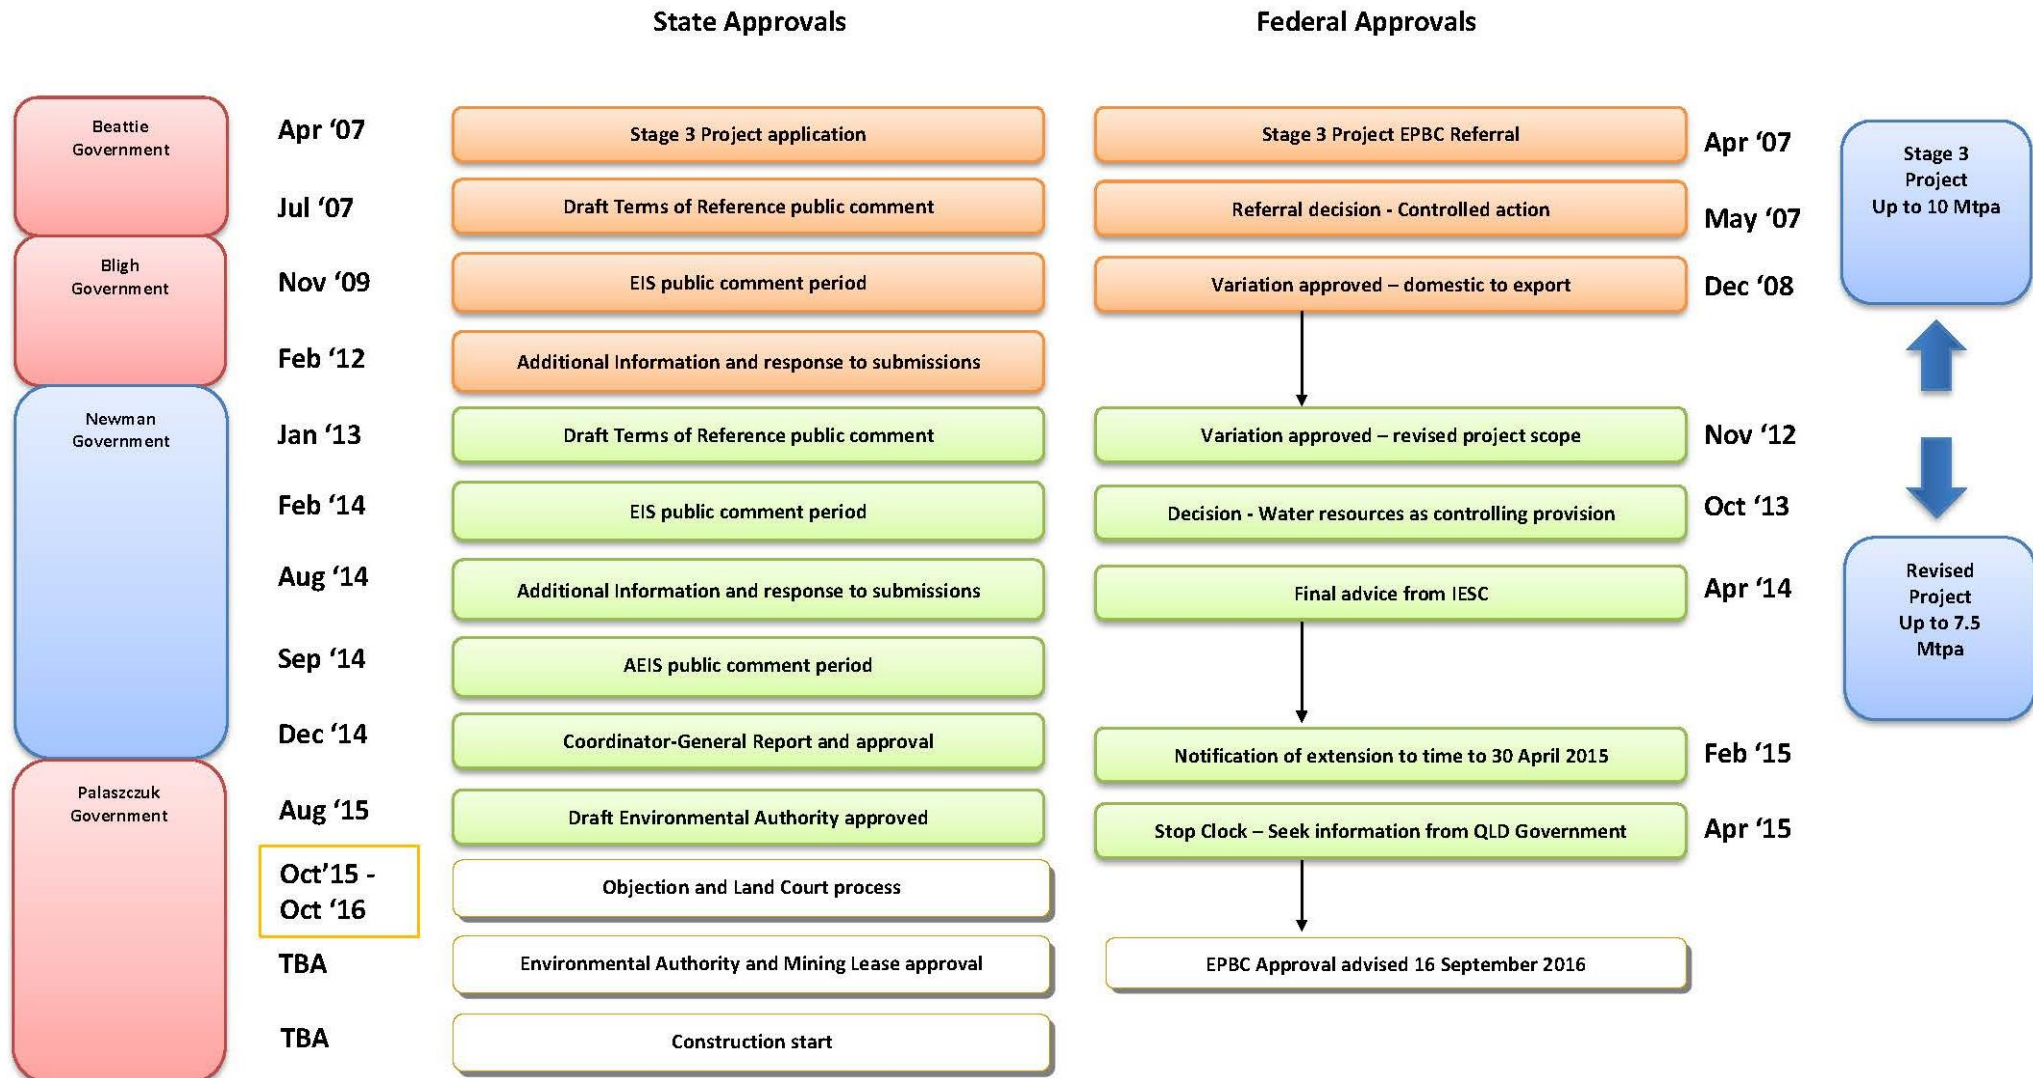 State Approvals
Federal Approvals
Beattie
Government
Apr ‘07
Stage 3 Project application
Stage 3 Project EPBC Referral
Apr ‘07
Stage 3
Project
Up to 10 Mtpa
Jul ‘07
Draft Terms of Reference public comment
Referral decision - Controlled action
May ‘07
Bligh
Government
Nov ‘09
EIS public comment period
Variation approved – domestic to export
Dec ‘08
Feb ‘12
Additional Information and response to submissions
Newman
Government
Jan ‘13
Draft Terms of Reference public comment
Variation approved – revised project scope
Nov ‘12
Feb ‘14
EIS public comment period
Decision - Water resources as controlling provision
Oct ‘13
Aug ‘14
Additional Information and response to submissions
Final advice from IESC
Apr ‘14
Revised
Project
Up to 7.5
Mtpa
Sep ‘14
AEIS public comment period
Dec ‘14
Coordinator-General Report and approval
Notification of extension to time to 30 April 2015
Feb ‘15
Palaszczuk
Government
Aug ‘15
Draft Environmental Authority approved
Stop Clock – Seek information from QLD Government
Apr ‘15
Oct’15 -
Oct ‘16
Objection and Land Court process
TBA
Environmental Authority and Mining Lease approval
EPBC Approval advised 16 September 2016
TBA
Construction start